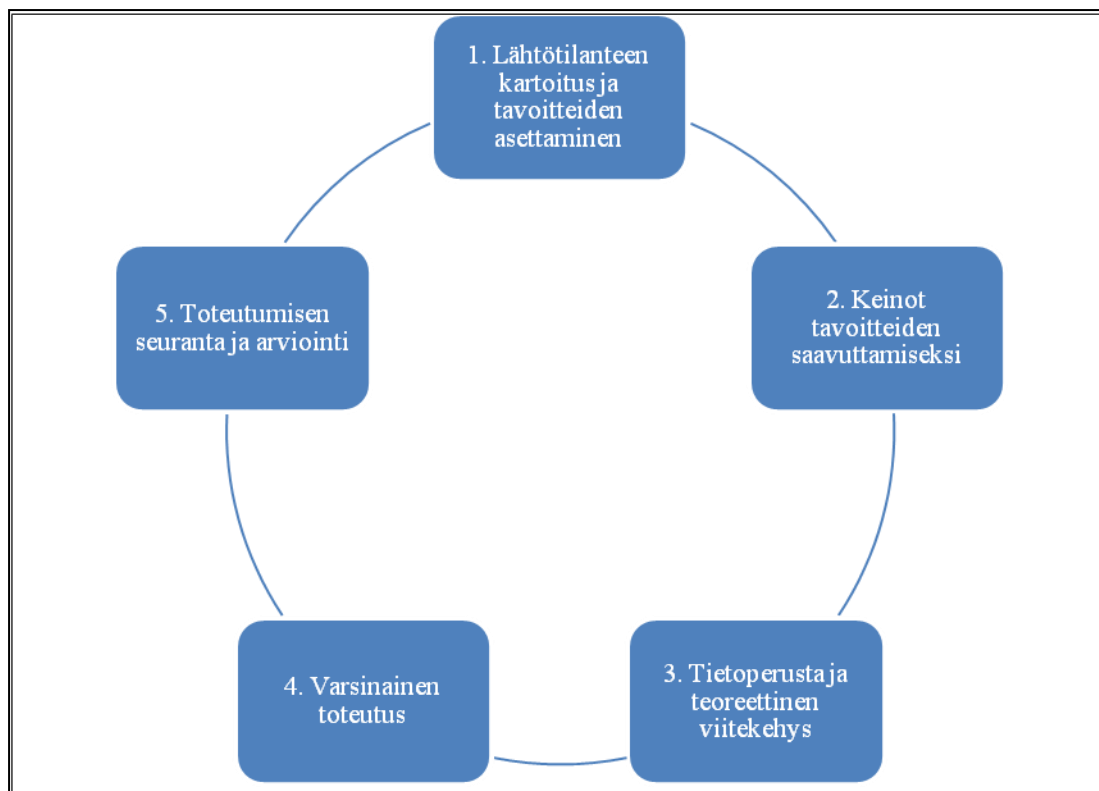 1. Lähtötilanteen
kartoitus ja
tavoitteiden
asettaminen
2. Keinot
tavoitteiden
saavuttamiseksi
3. Tietoperusta ja
teoreettinen
viitekehys
4. Varsinainen
toteutus
5. Toteutumisen
seuranta ja arviointi